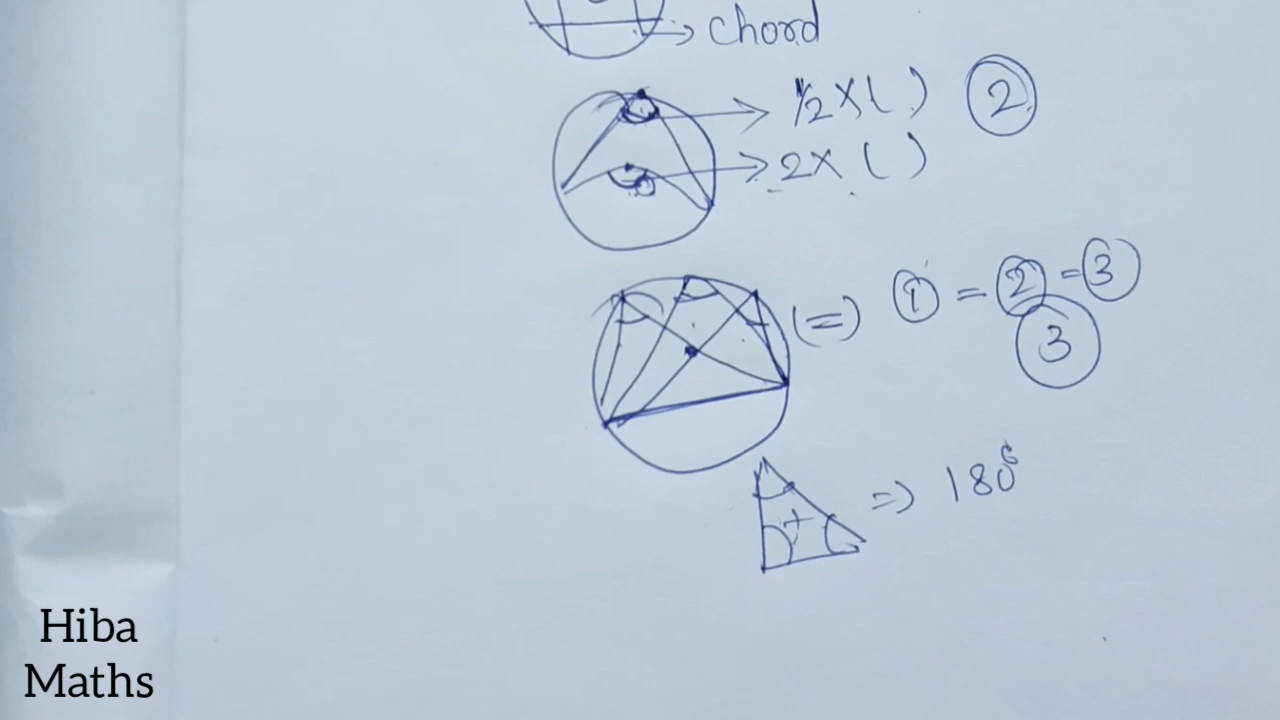 → chord
→ 1/2 × ( ) ②
→ 2 × ( )
(=) ① = ② = ③
③
⇒ 180°
Hiba
Maths